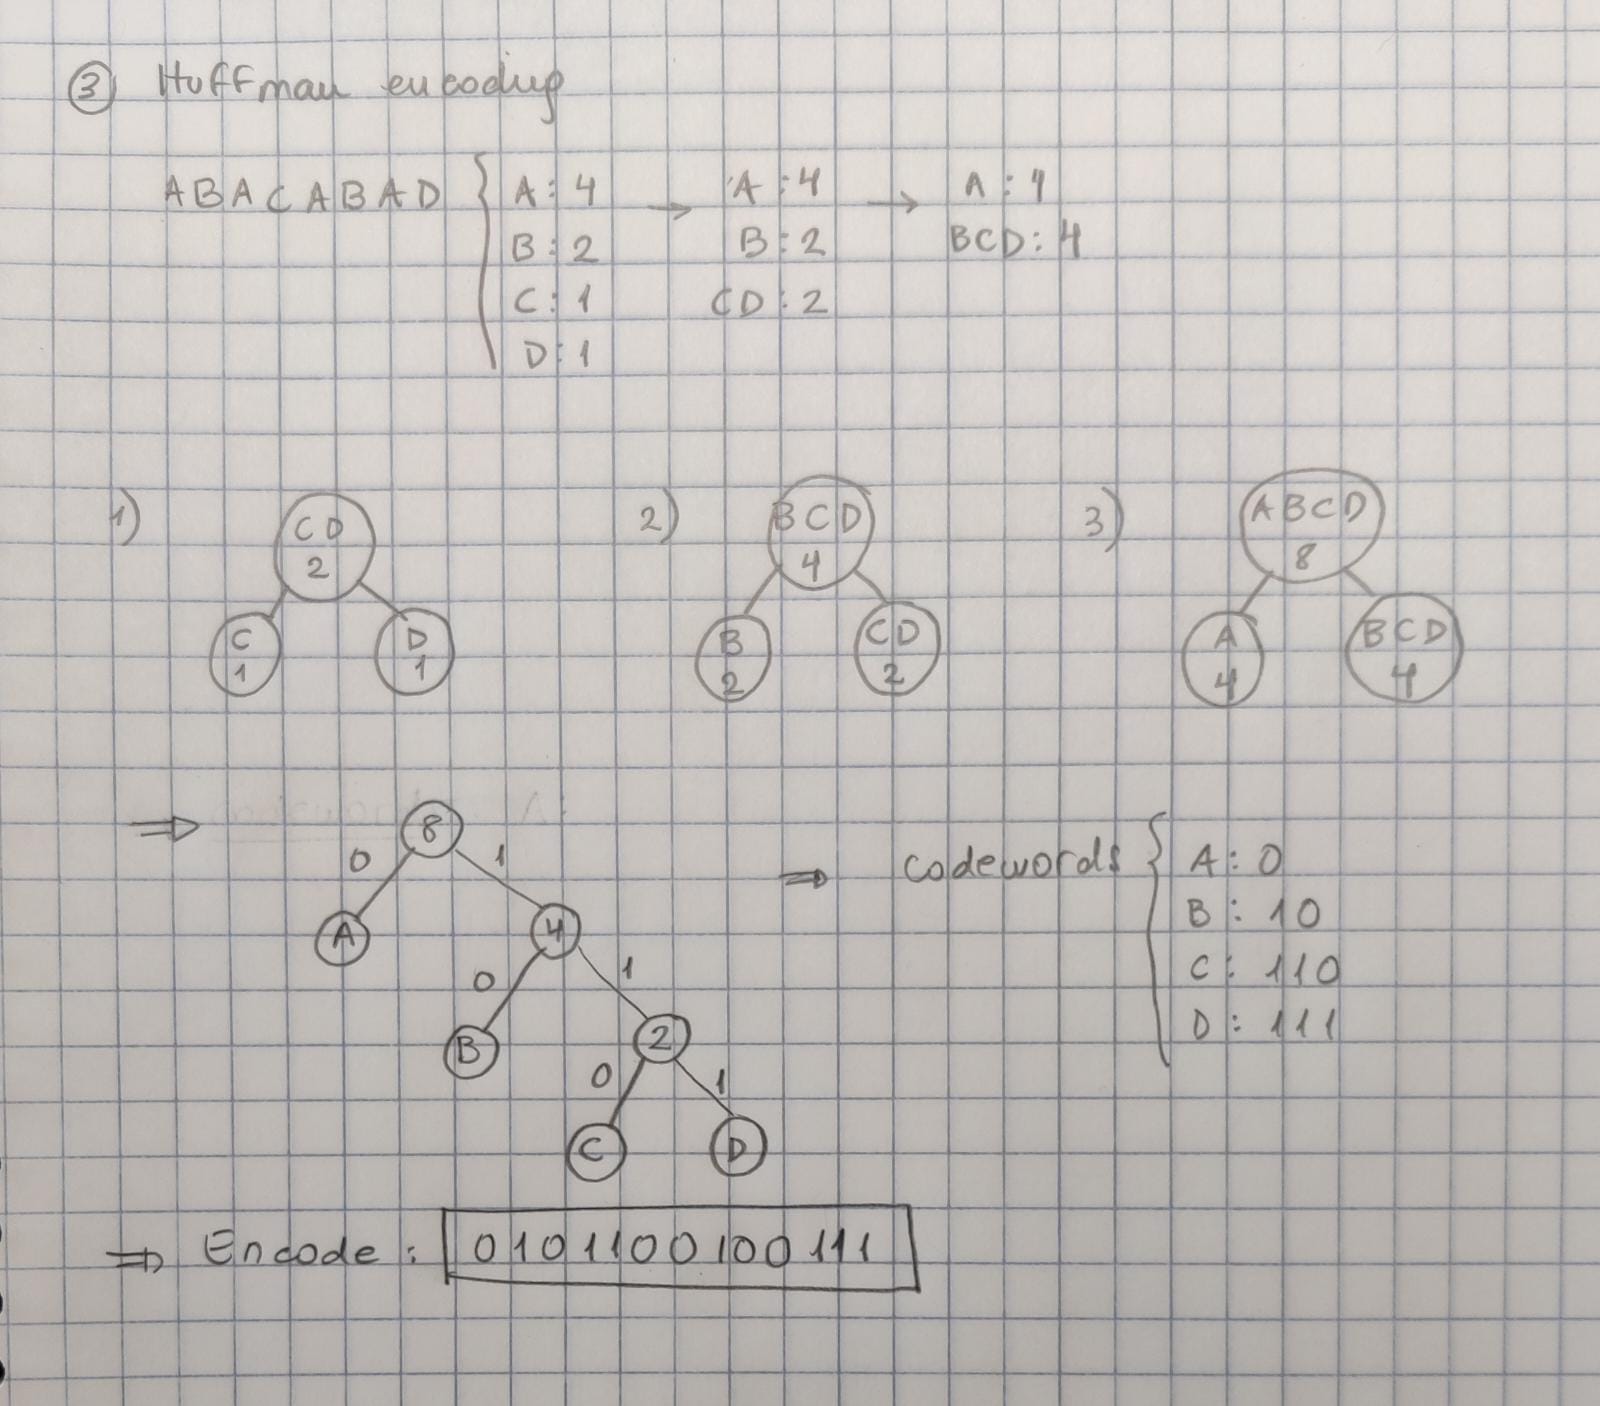 ③ Huffman encoding
ABACABAD { A: 4 → A: 4 → A: 4
B: 2 B: 2 BCD: 4
C: 1 CD: 2
D: 1
1) CD 2) BCD 3) ABCD
2 4 8
C D B CD A BCD
1 1 2 2 4 4
⇒ 8
0 1 ⇒ codewords { A: 0
A 4 B: 10
0 1 C: 110
B 2 D: 111
0 1
C D
⇒ Encode: 0101100100111